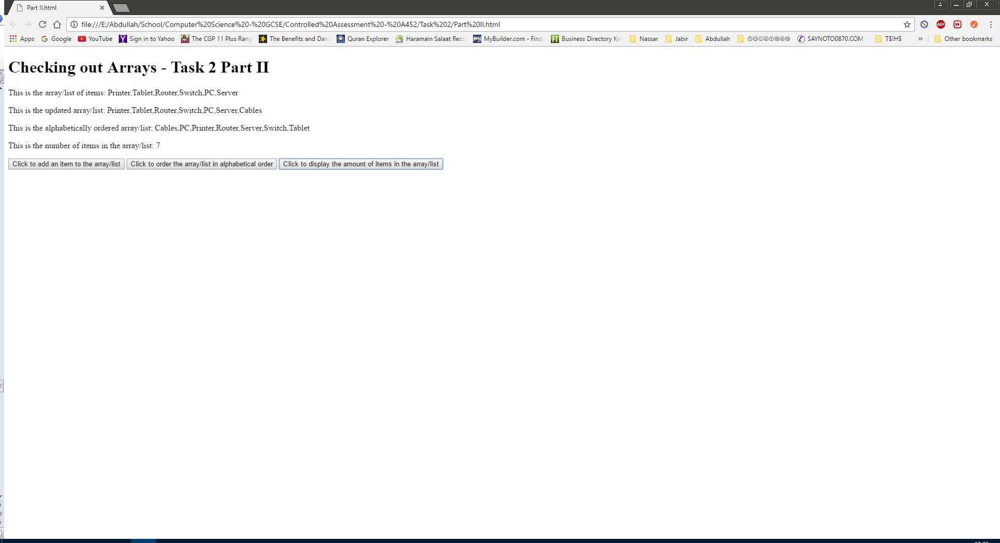 Part II.html
file:///E:/Abdullah/School/Computer%20Science%20-%20GCSE/Controlled%20Assessment%20-%20A452/Task%202/Part%20II.html
ABP
Apps Google YouTube Sign in to Yahoo The CGP 11 Plus Rang The Benefits and Dan Quran Explorer Haramain Salaat Reco MyBuilder.com - Find Business Directory Kin Nassar Jabir Abdullah ⓈⓊⓁⒶⓎⓂⒶⓃ SAYNOTO0870.COM - T$!H$ » Other bookmarks
Checking out Arrays - Task 2 Part II
This is the array/list of items: Printer,Tablet,Router,Switch,PC,Server
This is the updated array/list: Printer,Tablet,Router,Switch,PC,Server,Cables
This is the alphabetically ordered array/list: Cables,PC,Printer,Router,Server,Switch,Tablet
This is the number of items in the array/list: 7
Click to add an item to the array/list Click to order the array/list in alphabetical order Click to display the amount of items in the array/list